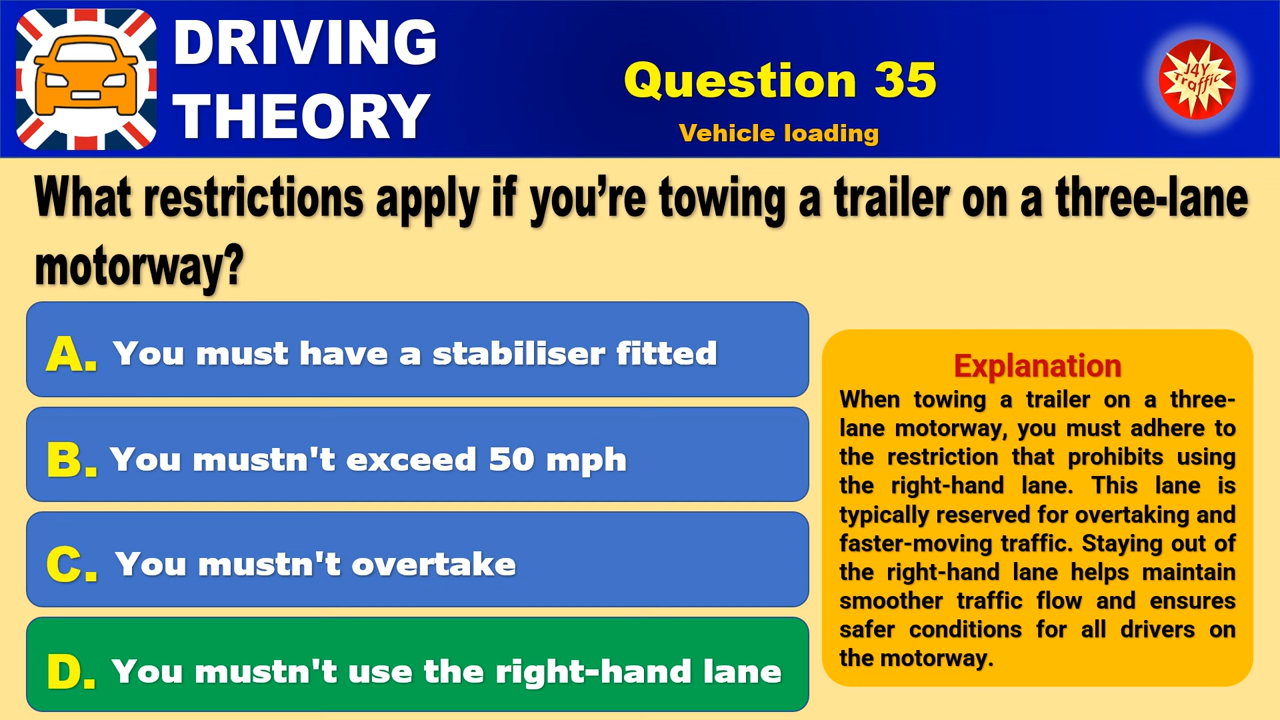 DRIVING
THEORY
Question 35
Vehicle loading
J4Y
Traffic
What restrictions apply if you’re towing a trailer on a three-lane
motorway?
A. You must have a stabiliser fitted
B. You mustn't exceed 50 mph
C. You mustn't overtake
D. You mustn't use the right-hand lane
Explanation
When towing a trailer on a three-
lane motorway, you must adhere to
the restriction that prohibits using
the right-hand lane. This lane is
typically reserved for overtaking and
faster-moving traffic. Staying out of
the right-hand lane helps maintain
smoother traffic flow and ensures
safer conditions for all drivers on
the motorway.